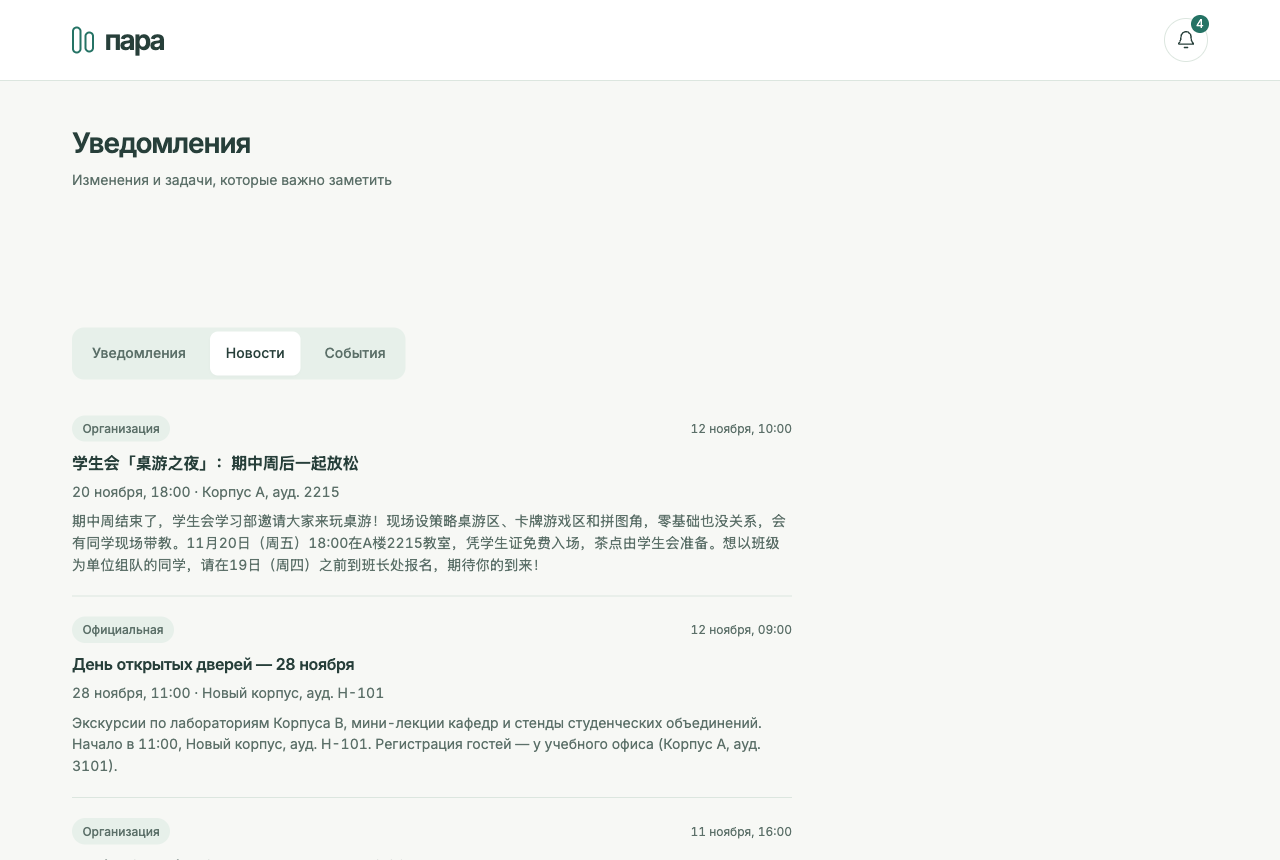 пара
4
Уведомления
Изменения и задачи, которые важно заметить
Уведомления Новости События
Организация 12 ноября, 10:00
学生会「桌游之夜」：期中周后一起放松
20 ноября, 18:00 · Корпус А, ауд. 2215
期中周结束了，学生会学习部邀请大家来玩桌游！现场设策略桌游区、卡牌游戏区和拼图角，零基础也没关系，会
有同学现场带教。11月20日（周五）18:00在A楼2215教室，凭学生证免费入场，茶点由学生会准备。想以班级
为单位组队的同学，请在19日（周四）之前到班长处报名，期待你的到来！
Официальная 12 ноября, 09:00
День открытых дверей — 28 ноября
28 ноября, 11:00 · Новый корпус, ауд. Н-101
Экскурсии по лабораториям Корпуса В, мини-лекции кафедр и стенды студенческих объединений.
Начало в 11:00, Новый корпус, ауд. Н-101. Регистрация гостей — у учебного офиса (Корпус А, ауд.
3101).
Организация 11 ноября, 16:00